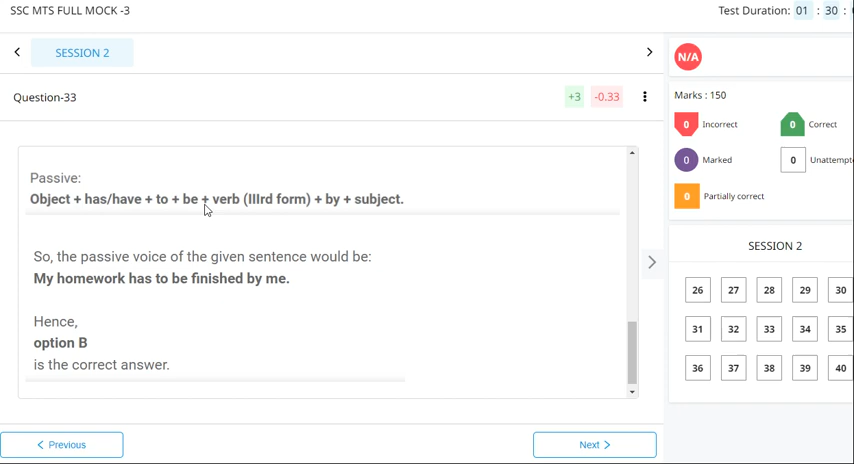 SSC MTS FULL MOCK -3
Test Duration: 01 : 30 :
SESSION 2
N/A
Question-33
+3 -0.33
Marks : 150
0 Incorrect 0 Correct
0 Marked 0
0 Partially correct
Passive:
Object + has/have + to + be + verb (IIIrd form) + by + subject.
So, the passive voice of the given sentence would be:
My homework has to be finished by me.
Hence,
option B
is the correct answer.
SESSION 2
26 27 28 29 30
31 32 33 34 35
36 37 38 39 40
< Previous
Next >